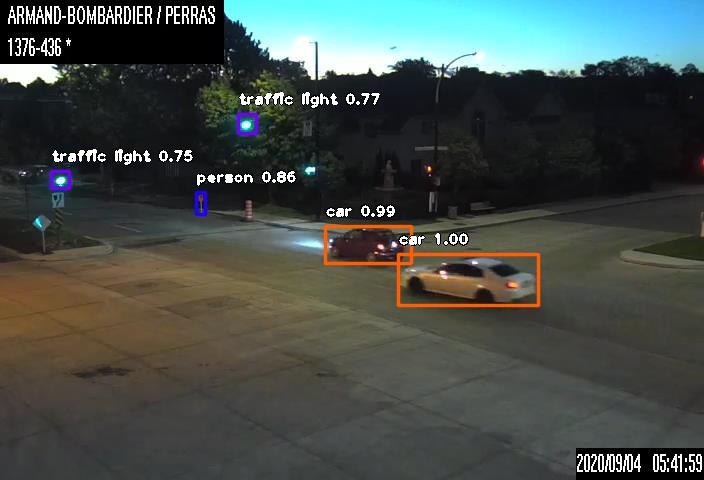 ARMAND-BOMBARDIER / PERRAS
1376-436 *
traffic light 0.77
traffic light 0.75
person 0.86
car 0.99
car 1.00
2020/09/04 05:41:59